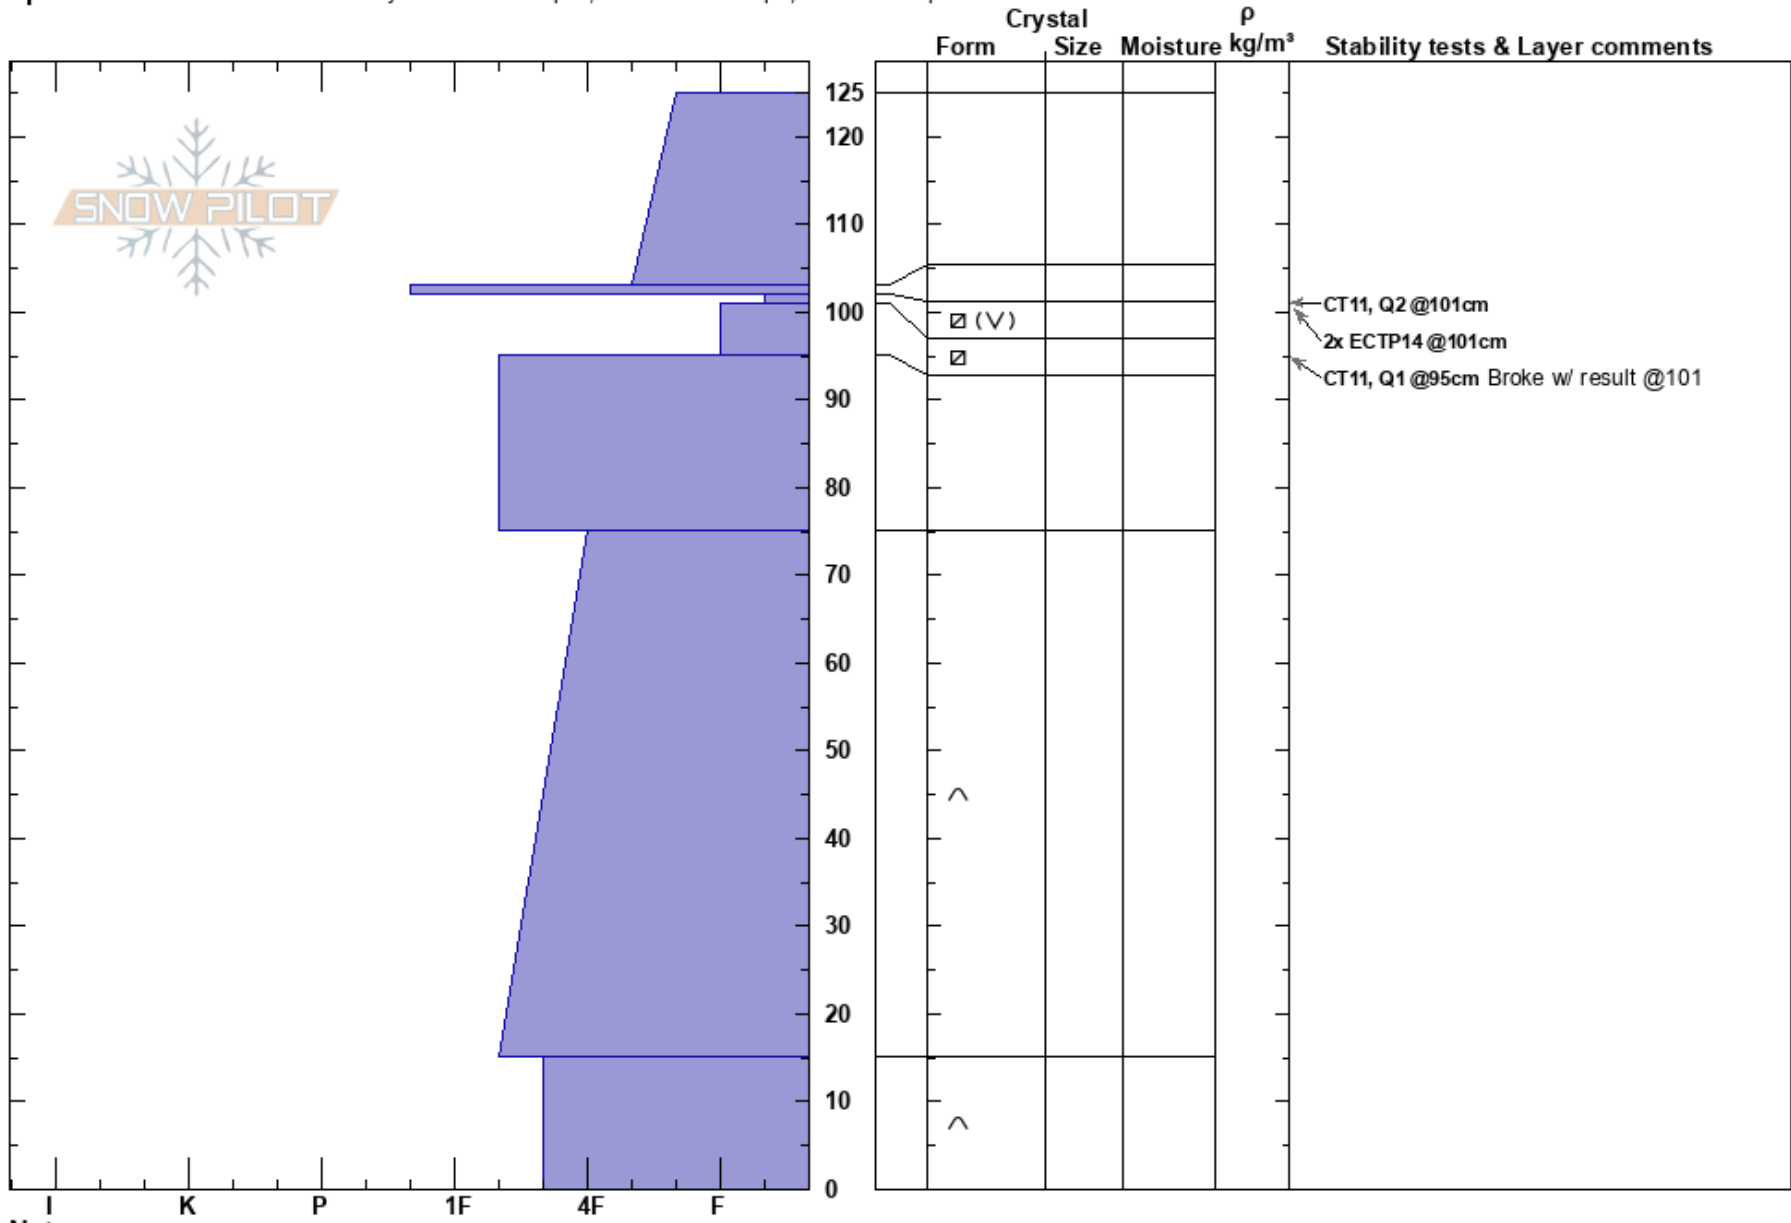 Crystal
ρ
Form Size Moisture kg/m³ Stability tests & Layer comments
125
120
SNOW PILOT
110
100
CT11, Q2 @101cm
2x ECTP14 @101cm
CT11, Q1 @95cm Broke w/ result @101
90
80
70
60
50
40
30
20
10
0
I K P 1F 4F F